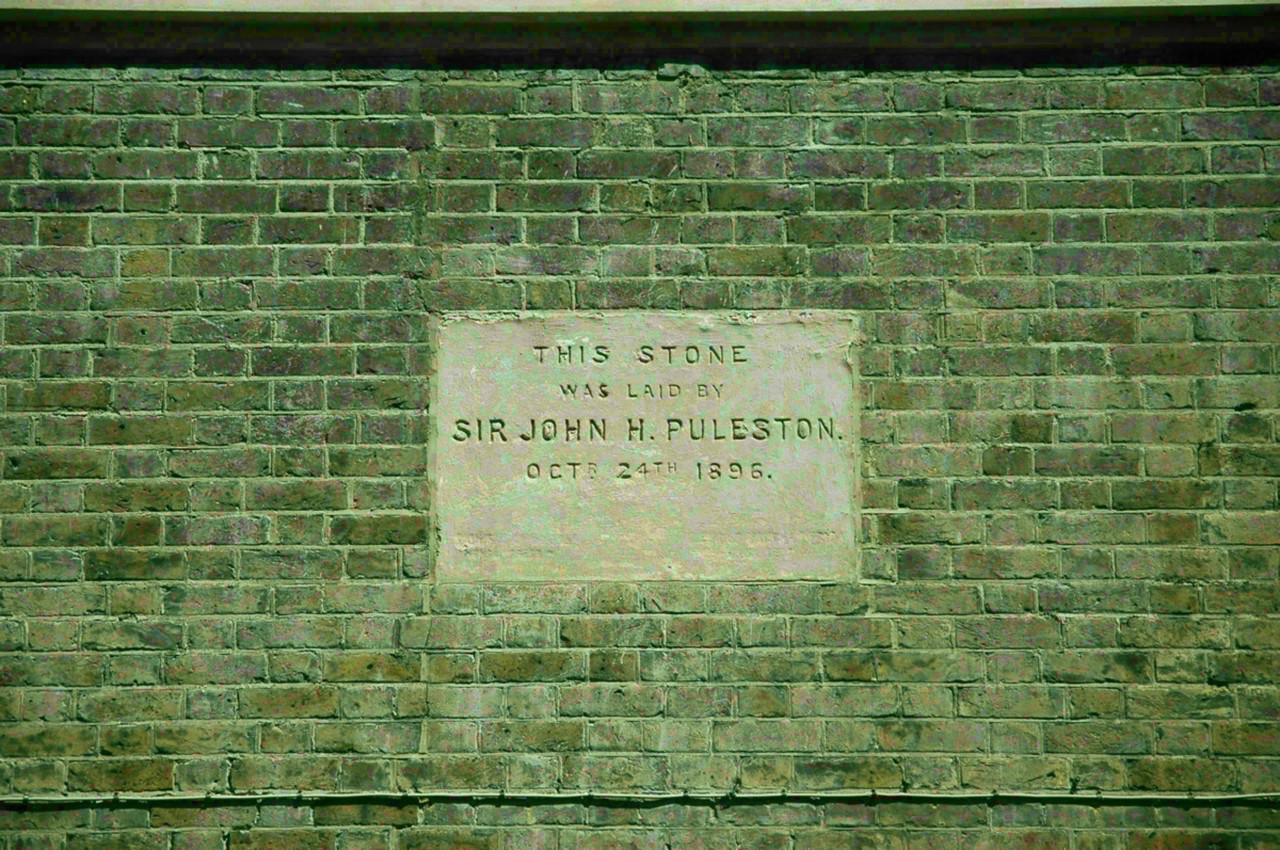 THIS STONE
WAS LAID BY
SIR JOHN H. PULESTON.
OCTR 24TH 1896.